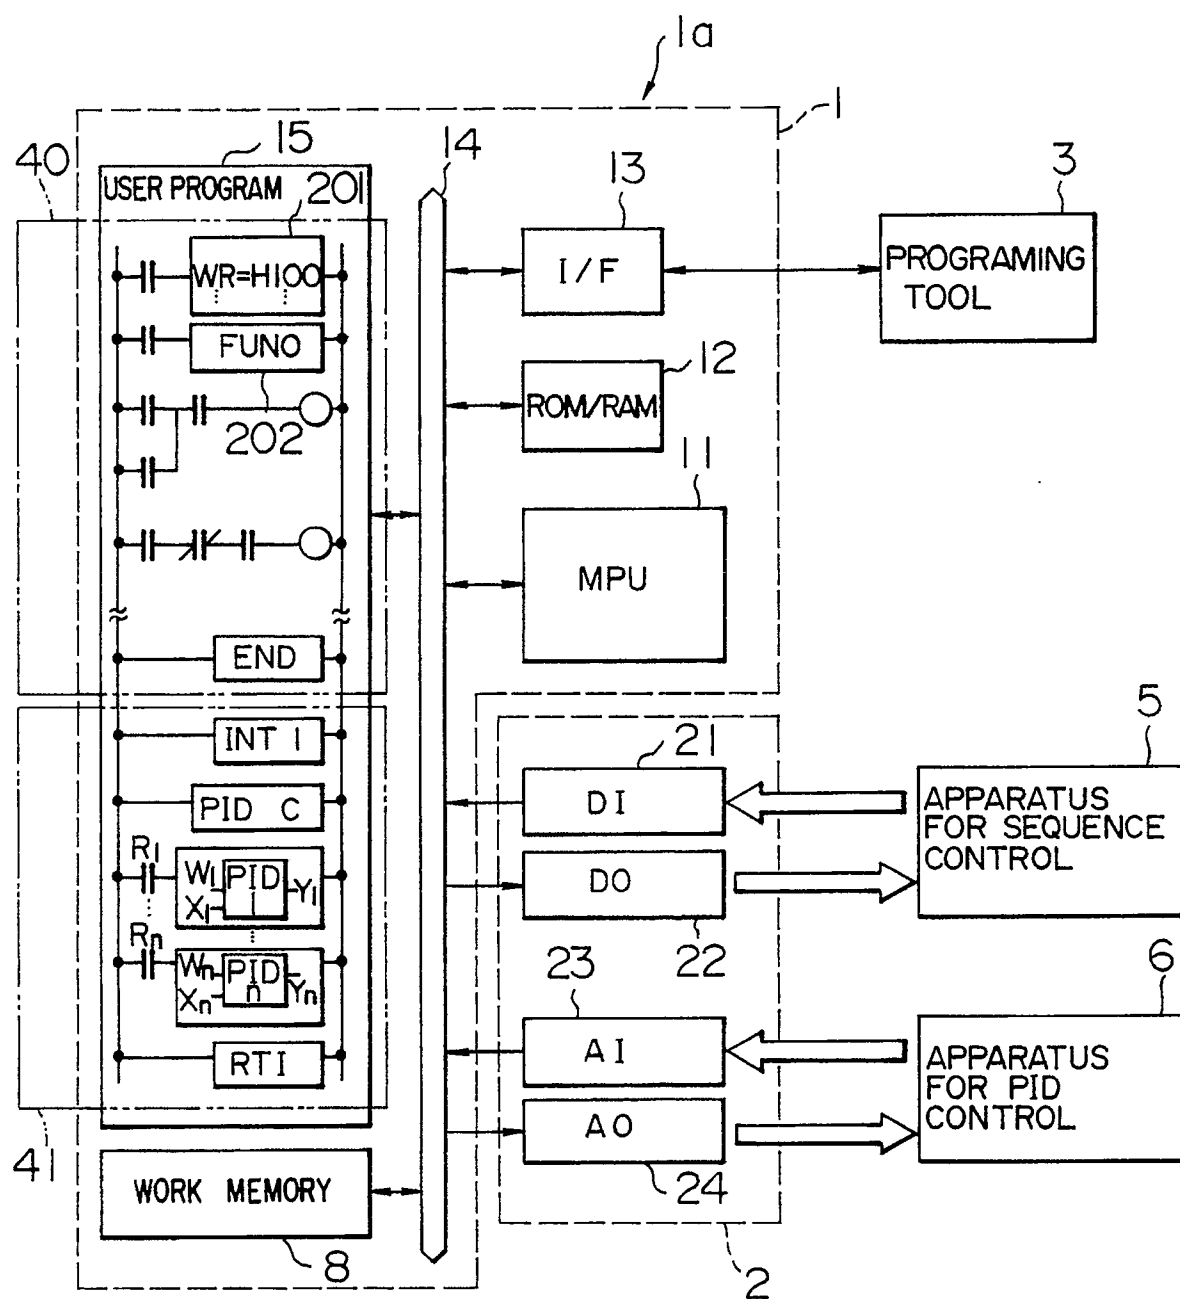 1a
1
15
14
40
USER PROGRAM
201
13
3
WR=H100
I/F
PROGRAMING
TOOL
FUN0
12
ROM/RAM
202
11
MPU
END
5
INT 1
21
DI
APPARATUS
FOR SEQUENCE
CONTROL
PID C
R1
W1
PID
1
X1
Y1
DO
22
Rn
Wn
PID
n
Xn
Yn
23
6
AI
APPARATUS
FOR PID
CONTROL
RTI
AO
41
24
WORK MEMORY
8
2